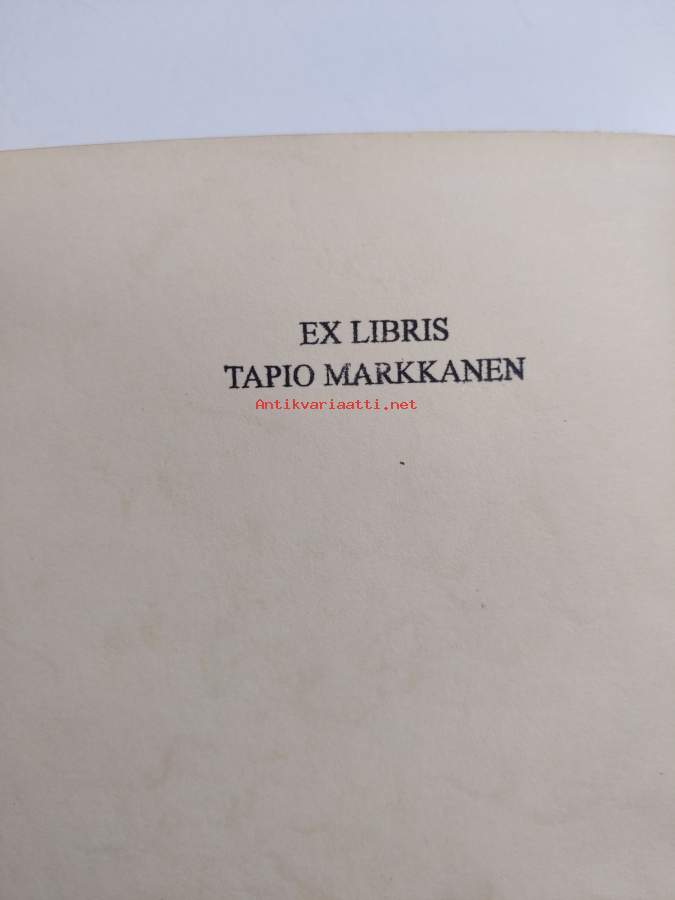 EX LIBRIS
TAPIO MARKKANEN
Antikvariaatti.net